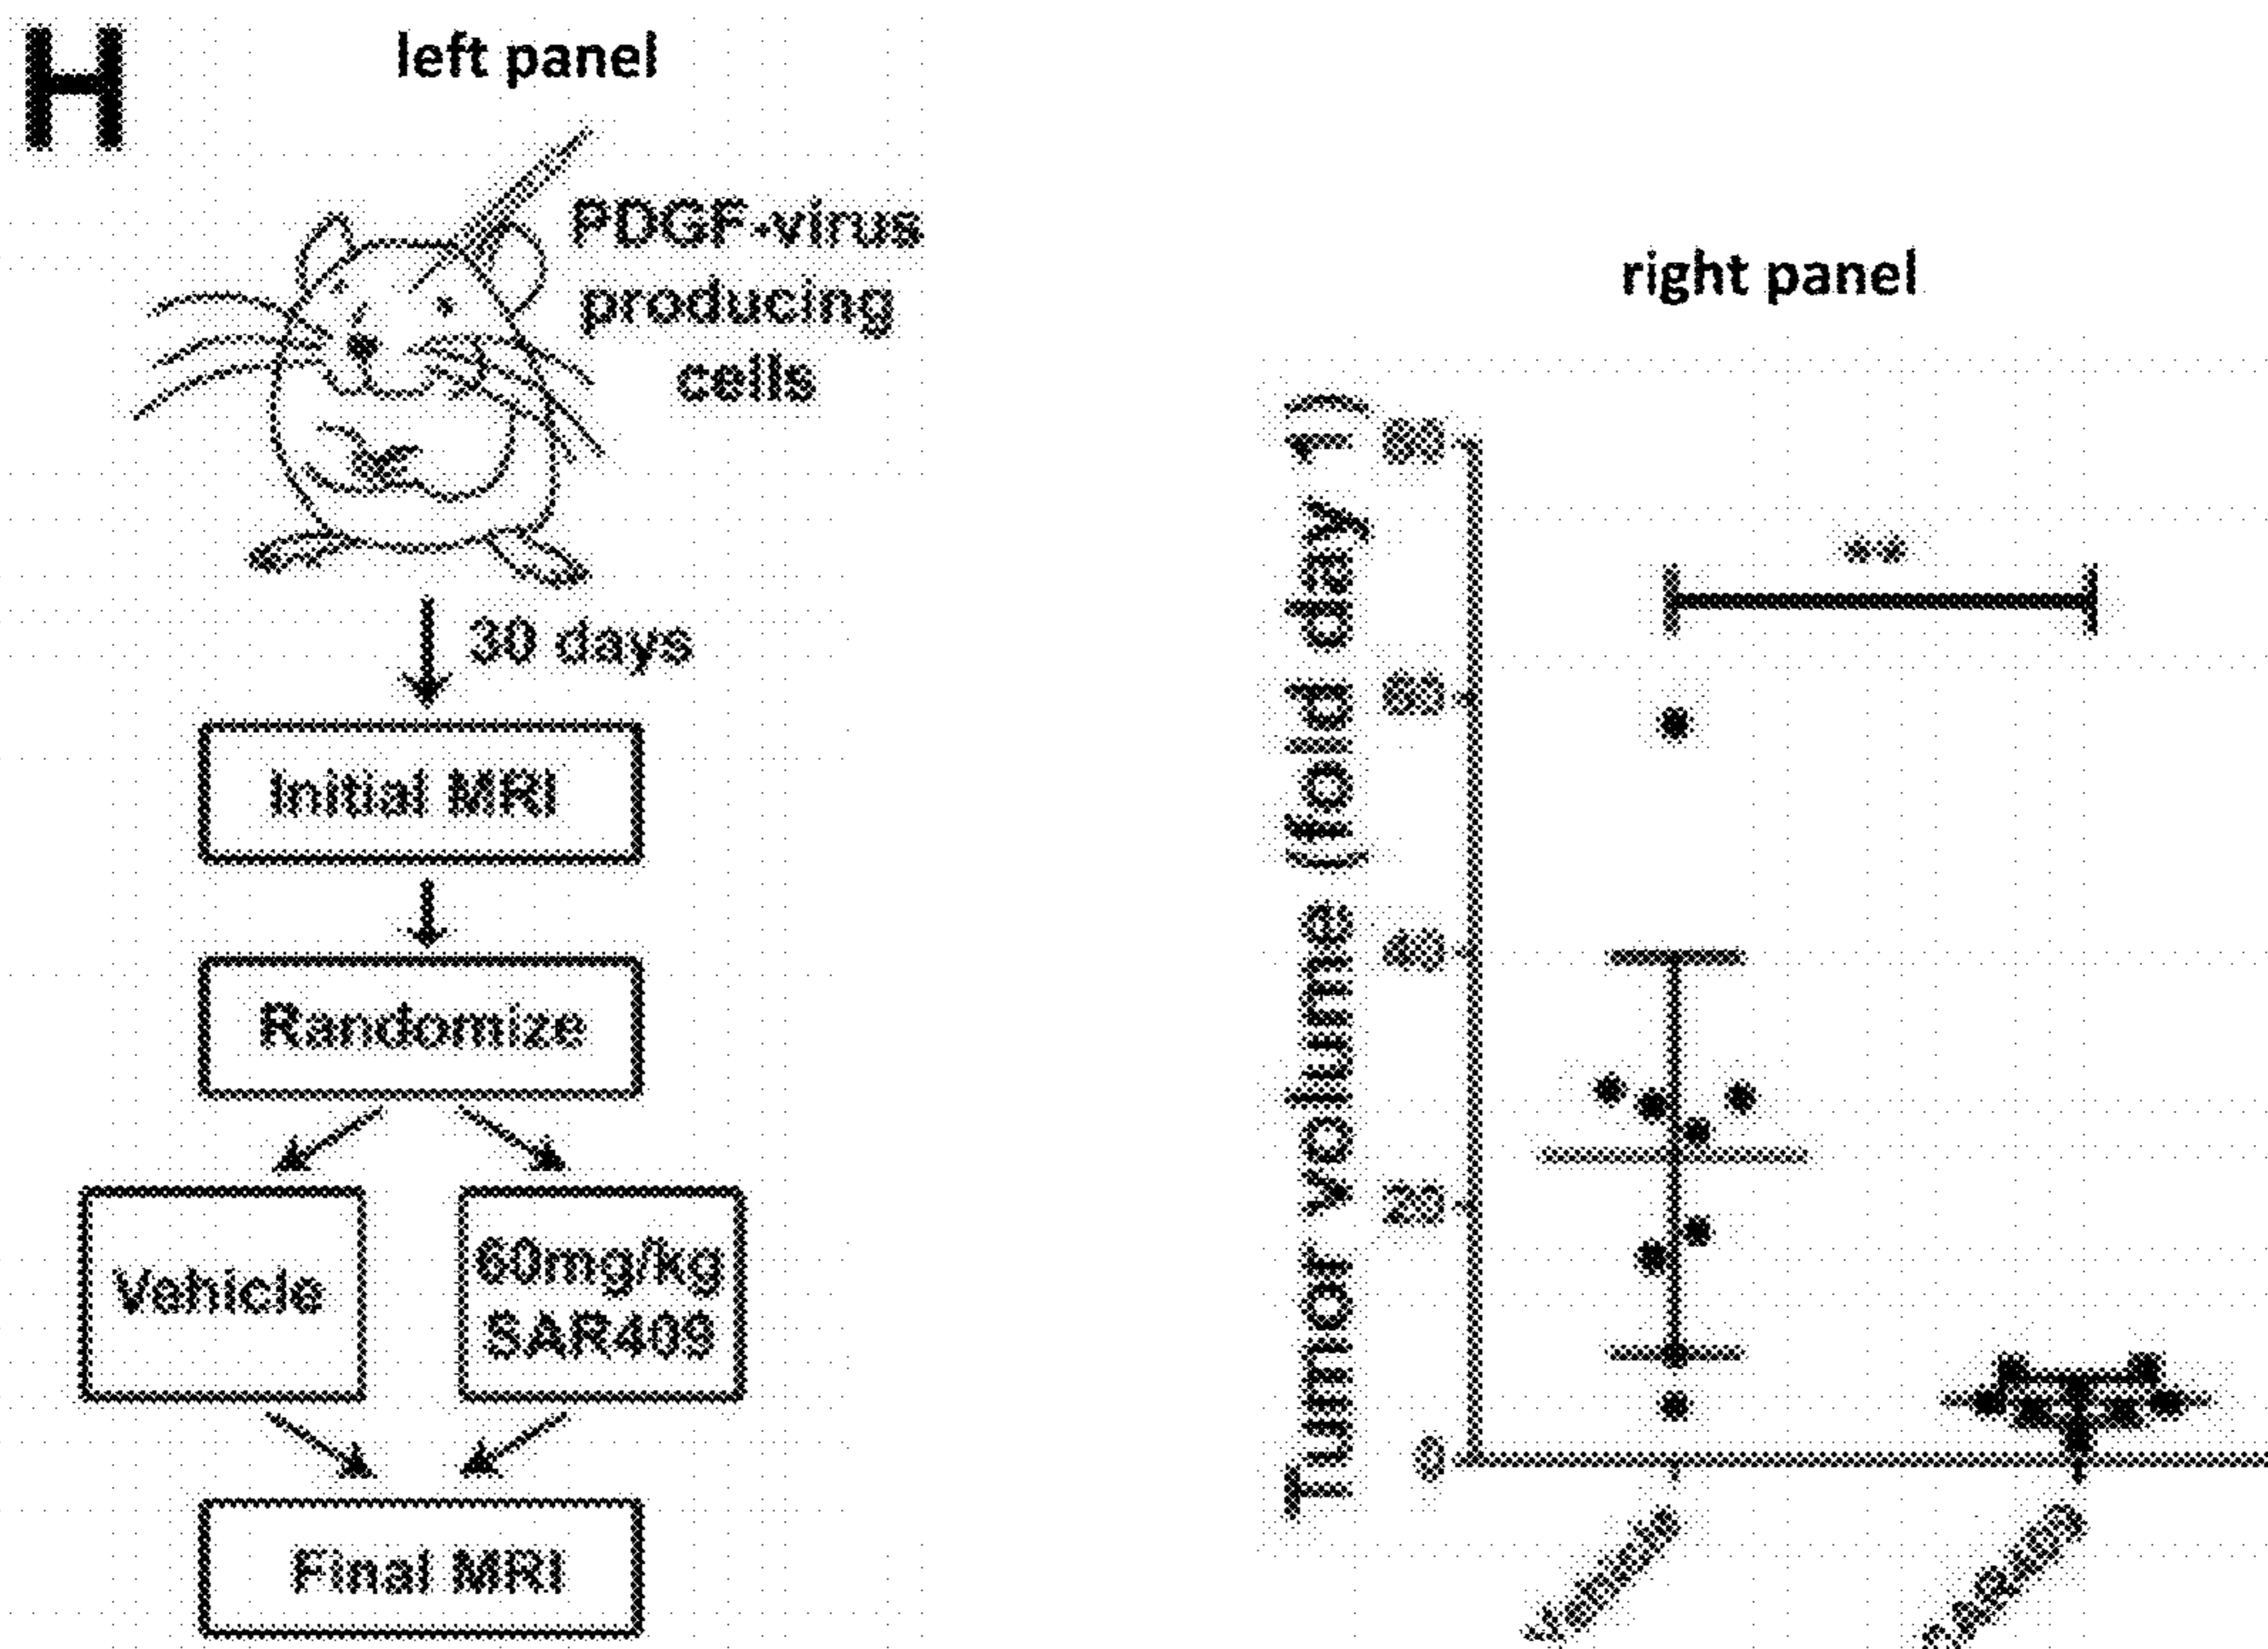 H
left panel
PDGF-virus
producing
cells
30 days
Initial MRI
Randomize
Vehicle
60mg/kg
SAR409
Final MRI
right panel
Tumor volume (fold day 1)
80
60
40
20
0
**
Vehicle